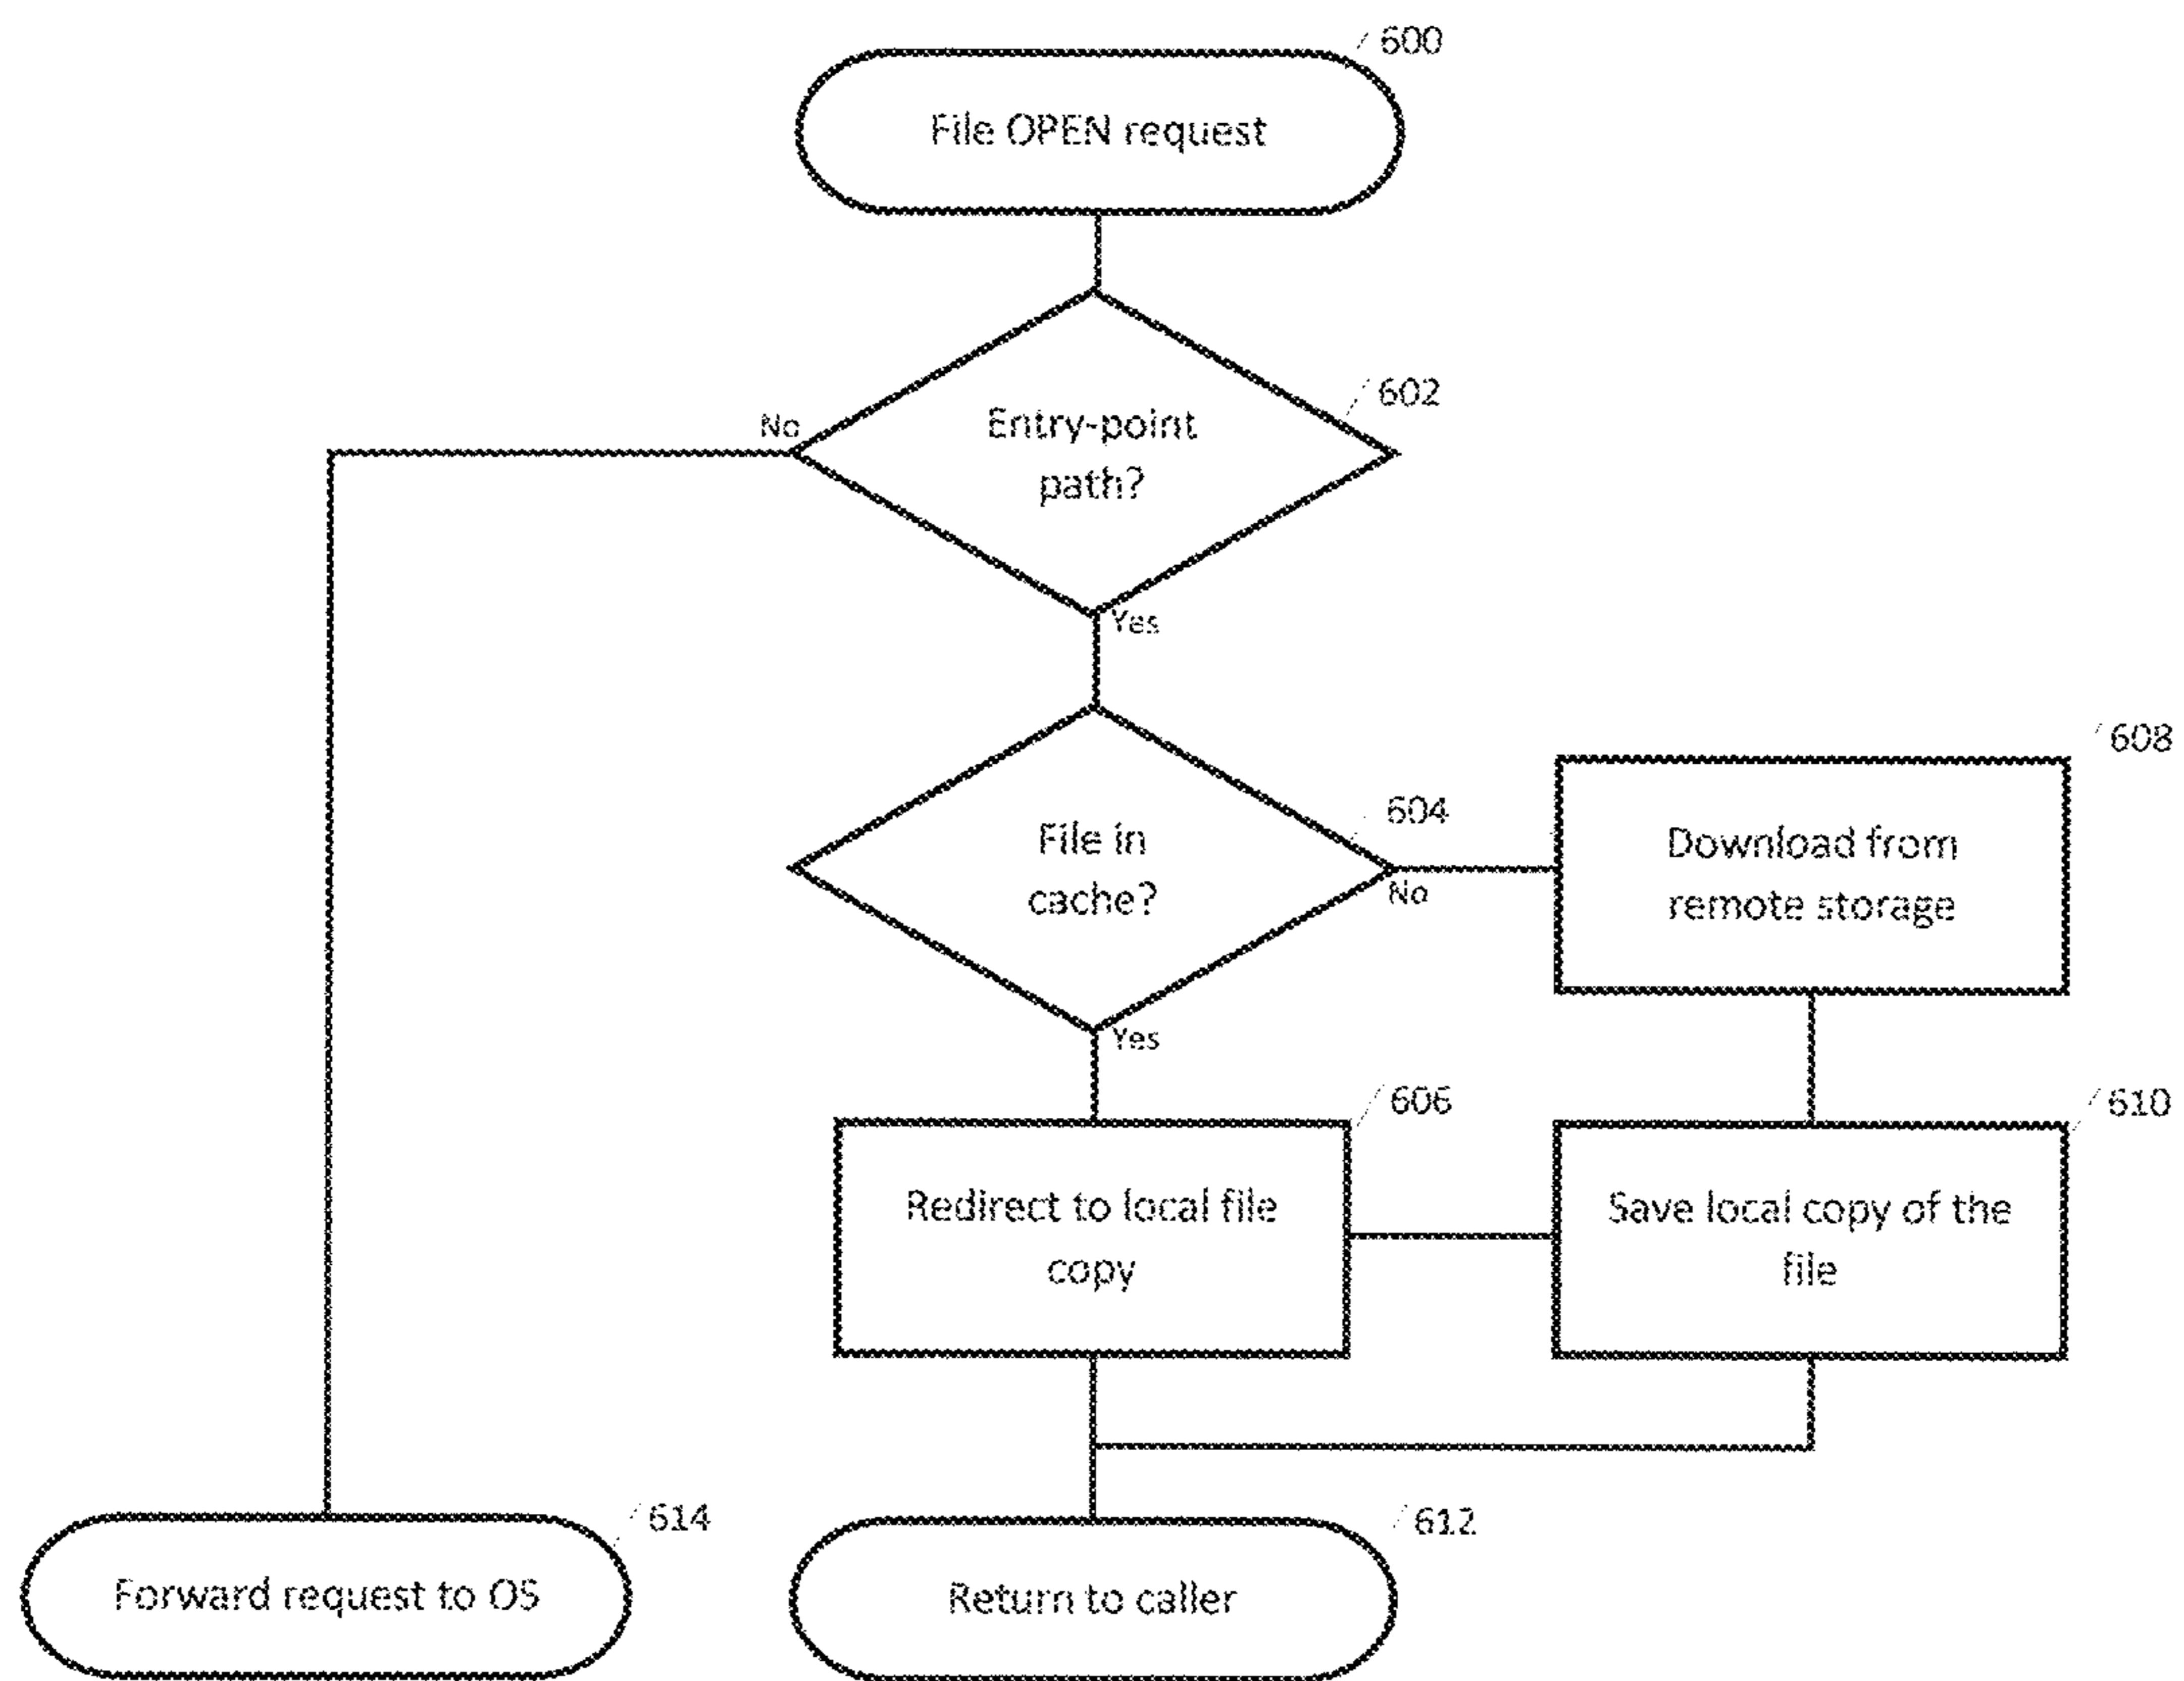 600
File OPEN request
602
No
Entry-point
path?
Yes
608
604
File in
cache?
No
Download from
remote storage
Yes
606
610
Redirect to local file
copy
Save local copy of the
file
614
612
Forward request to OS
Return to caller